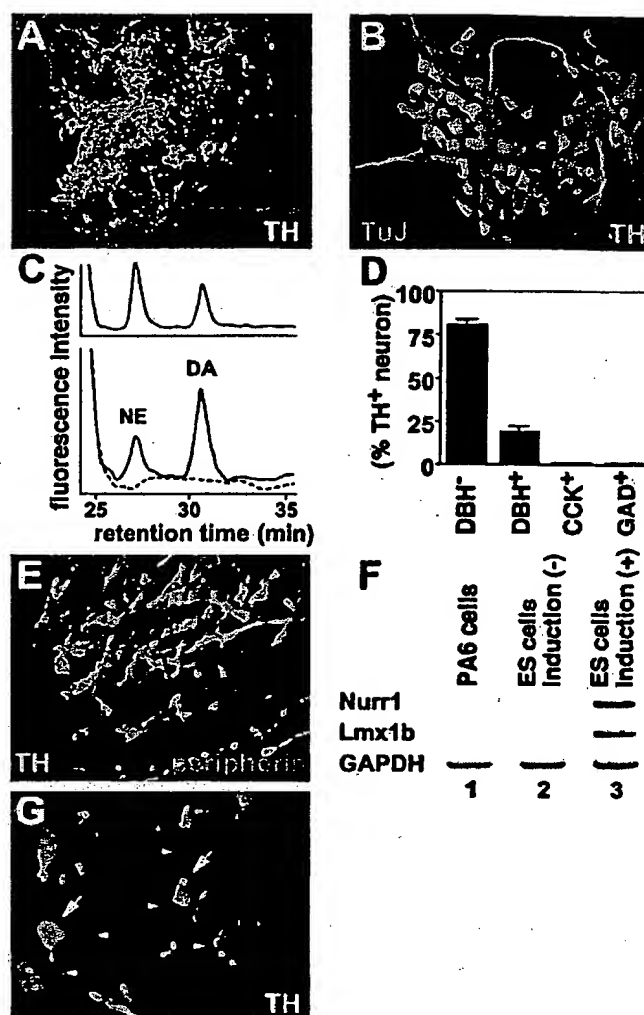 A
TH
B
TuJ
TH
C
fluorescence intensity
NE
DA
25
30
35
retention time (min)
D
(% TH+ neuron)
100
75
50
25
0
DBH-
DBH+
CCK+
GAD+
E
TH
peripherin
F
PA6 cells
ES cells
Induction (-)
ES cells
Induction (+)
Nurr1
Lmx1b
GAPDH
1
2
3
G
TH